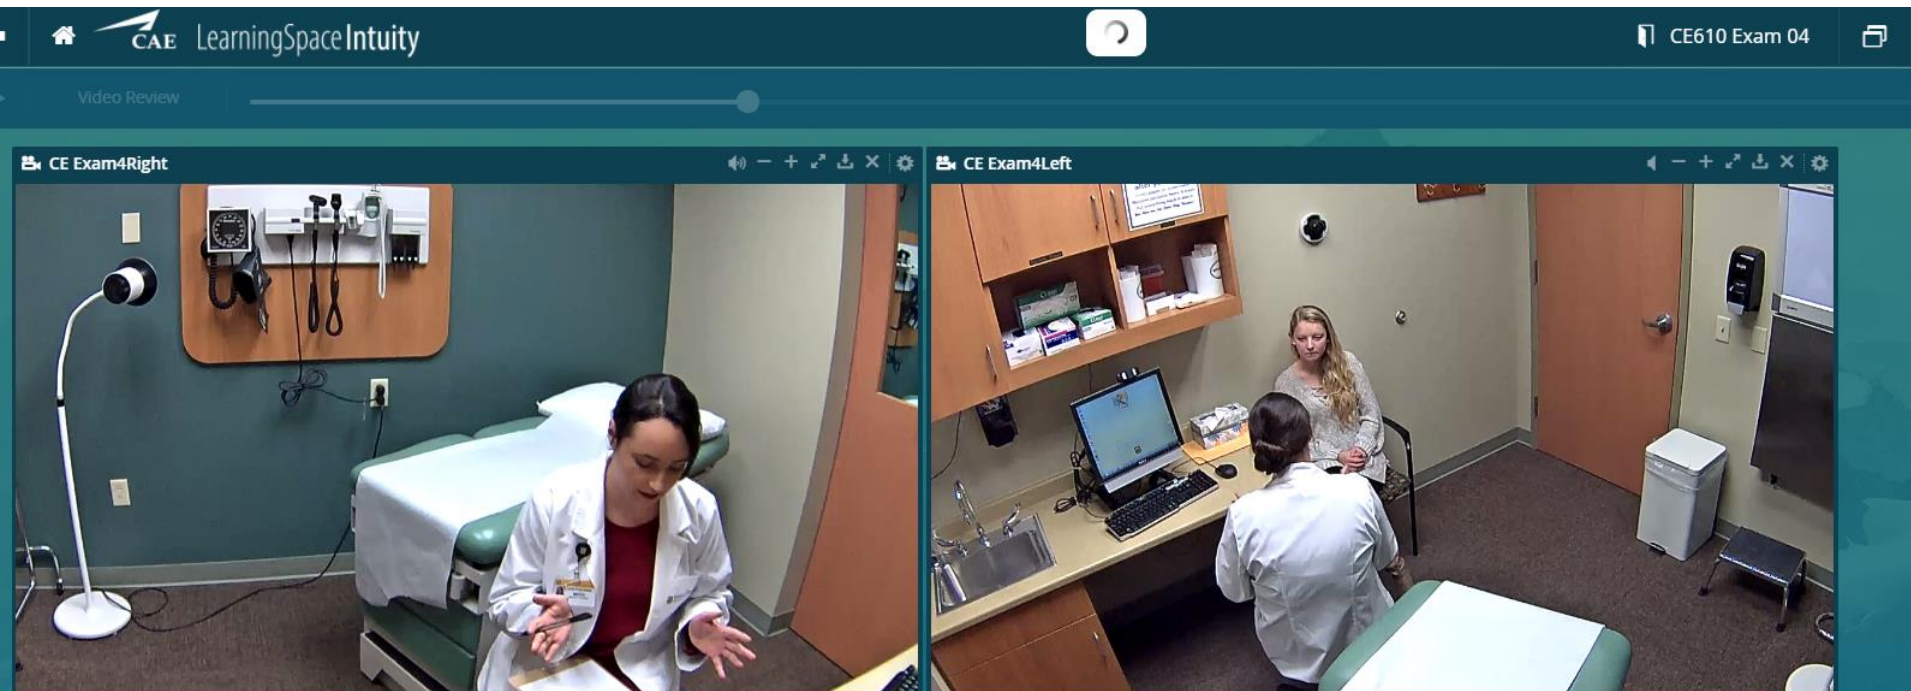 CAE LearningSpace Intuity
CE610 Exam 04
Video Review
CE Exam4Right
CE Exam4Left